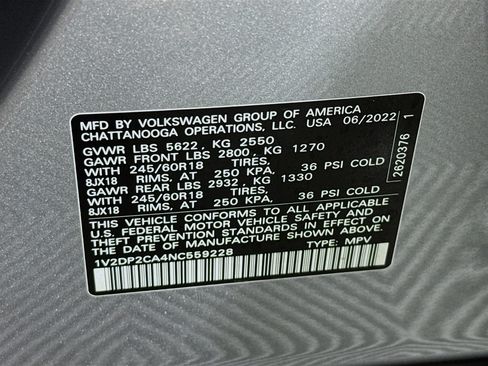 MFD BY VOLKSWAGEN GROUP OF AMERICA
CHATTANOOGA OPERATIONS, LLC. USA 06/2022
GVWR LBS 5622, KG 2550
GAWR FRONT LBS 2800, KG 1270
WITH 245/60R18 TIRES,
8JX18 RIMS, AT 250 KPA, 36 PSI COLD
GAWR REAR LBS 2932, KG 1330
WITH 245/60R18 TIRES,
8JX18 RIMS, AT 250 KPA, 36 PSI COLD
THIS VEHICLE CONFORMS TO ALL APPLICABLE
U.S. FEDERAL MOTOR VEHICLE SAFETY AND
THEFT PREVENTION STANDARDS IN EFFECT ON
THE DATE OF MANUFACTURE SHOWN ABOVE.
1V2DP2CA4NC559228 TYPE: MPV
2620376 1